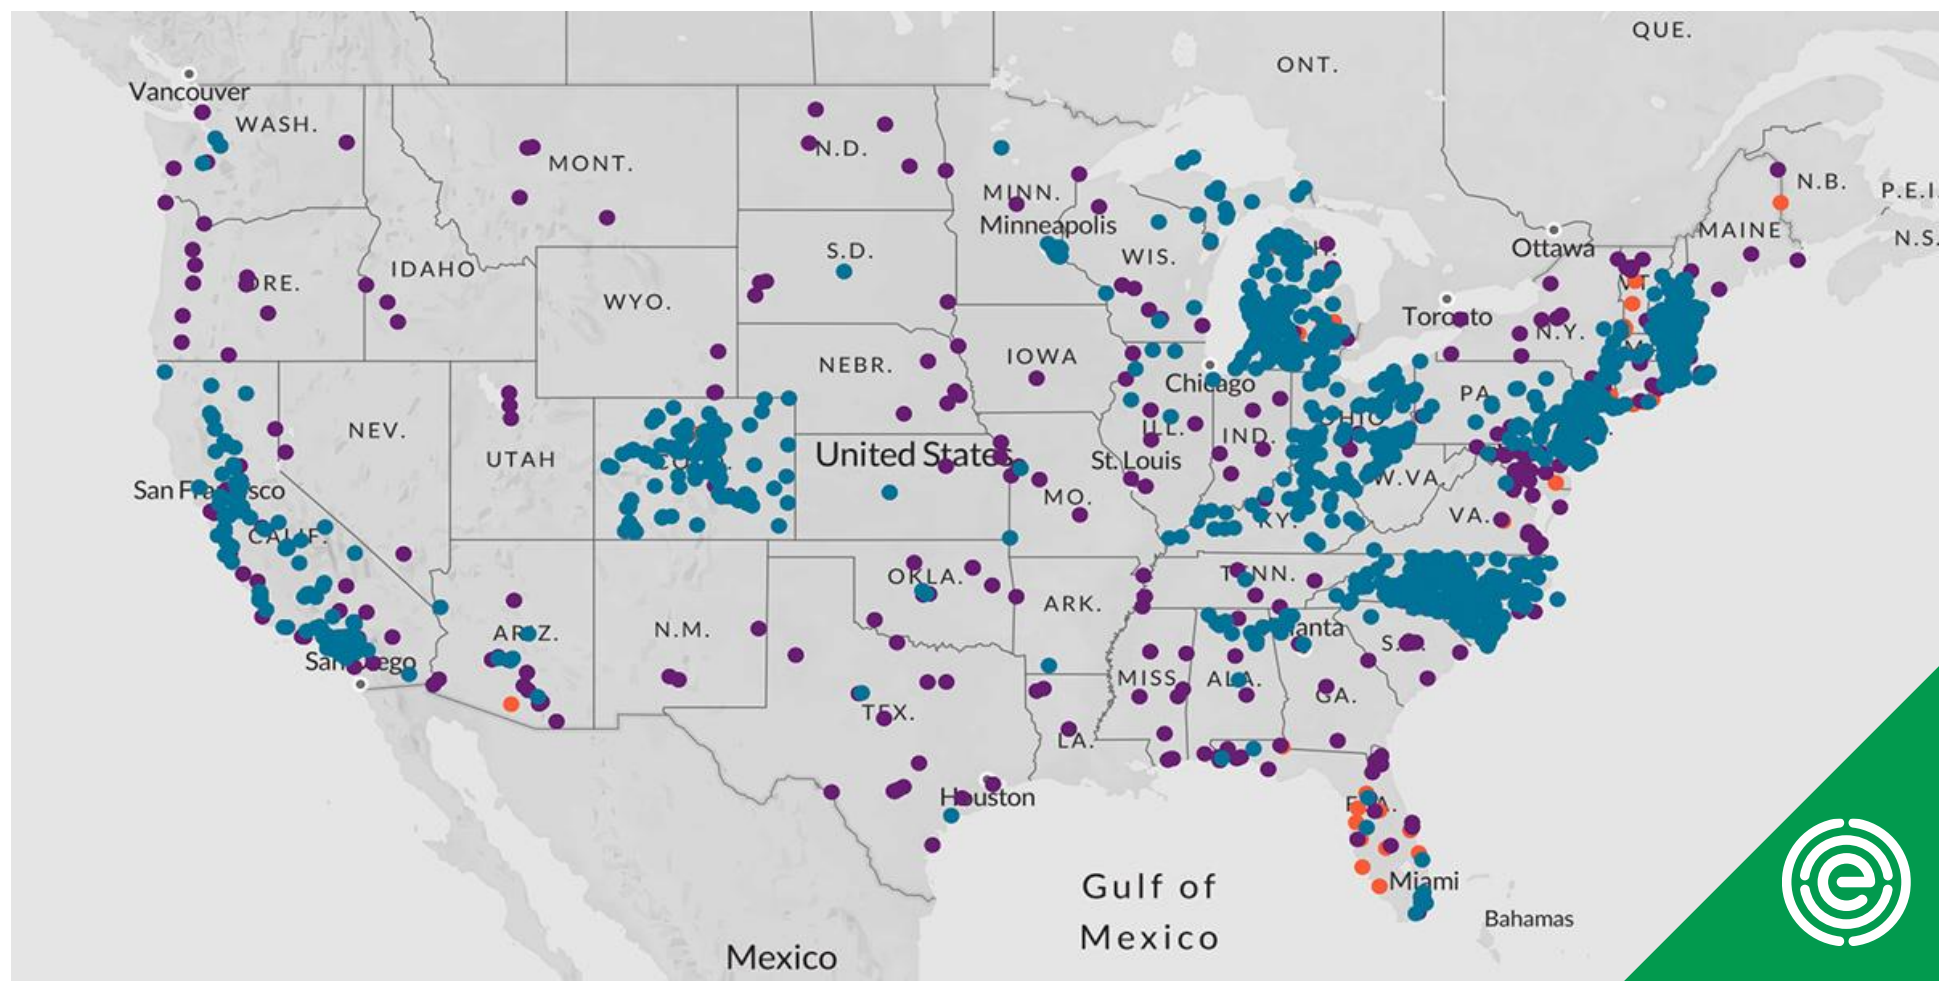 QUE.
ONT.
Vancouver
WASH.
MONT.
N.D.
MINN.
Minneapolis
N.B.
P.E.I.
MAINE
N.S.
Ottawa
S.D.
WIS.
IDAHO
WYO.
Toronto
N.Y.
VT.
NEBR.
IOWA
Chicago
PA.
OHIO
NEV.
UTAH
United States
ILL.
IND.
St. Louis
W.VA.
San Francisco
MO.
KY.
VA.
CALIF.
OKLA.
TENN.
ARK.
ARIZ.
N.M.
S.C.
San Diego
MISS.
ALA.
GA.
TEX.
LA.
Houston
FLA.
Miami
Gulf of
Mexico
Bahamas
Mexico